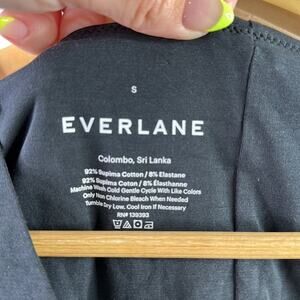 S
EVERLANE
Colombo, Sri Lanka
92% Supima Cotton / 8% Elastane
92% Supima Coton / 8% Élasthanne
Machine Wash Cold Gentle Cycle With Like Colors
Only Non Chlorine Bleach When Needed
Tumble Dry Low. Cool Iron If Necessary
RN# 139393